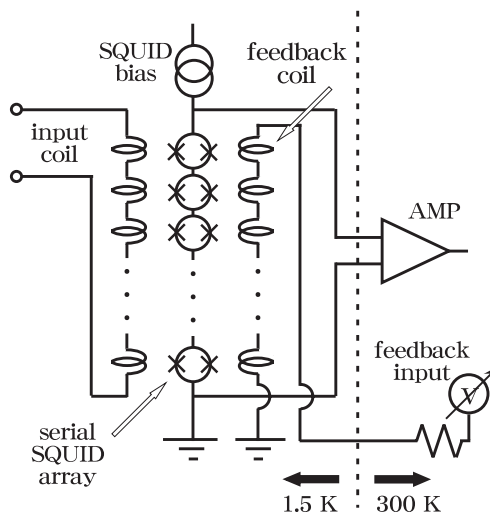 SQUID
bias
feedback
coil
input
coil
AMP
feedback
input
V
serial
SQUID
array
1.5 K
300 K